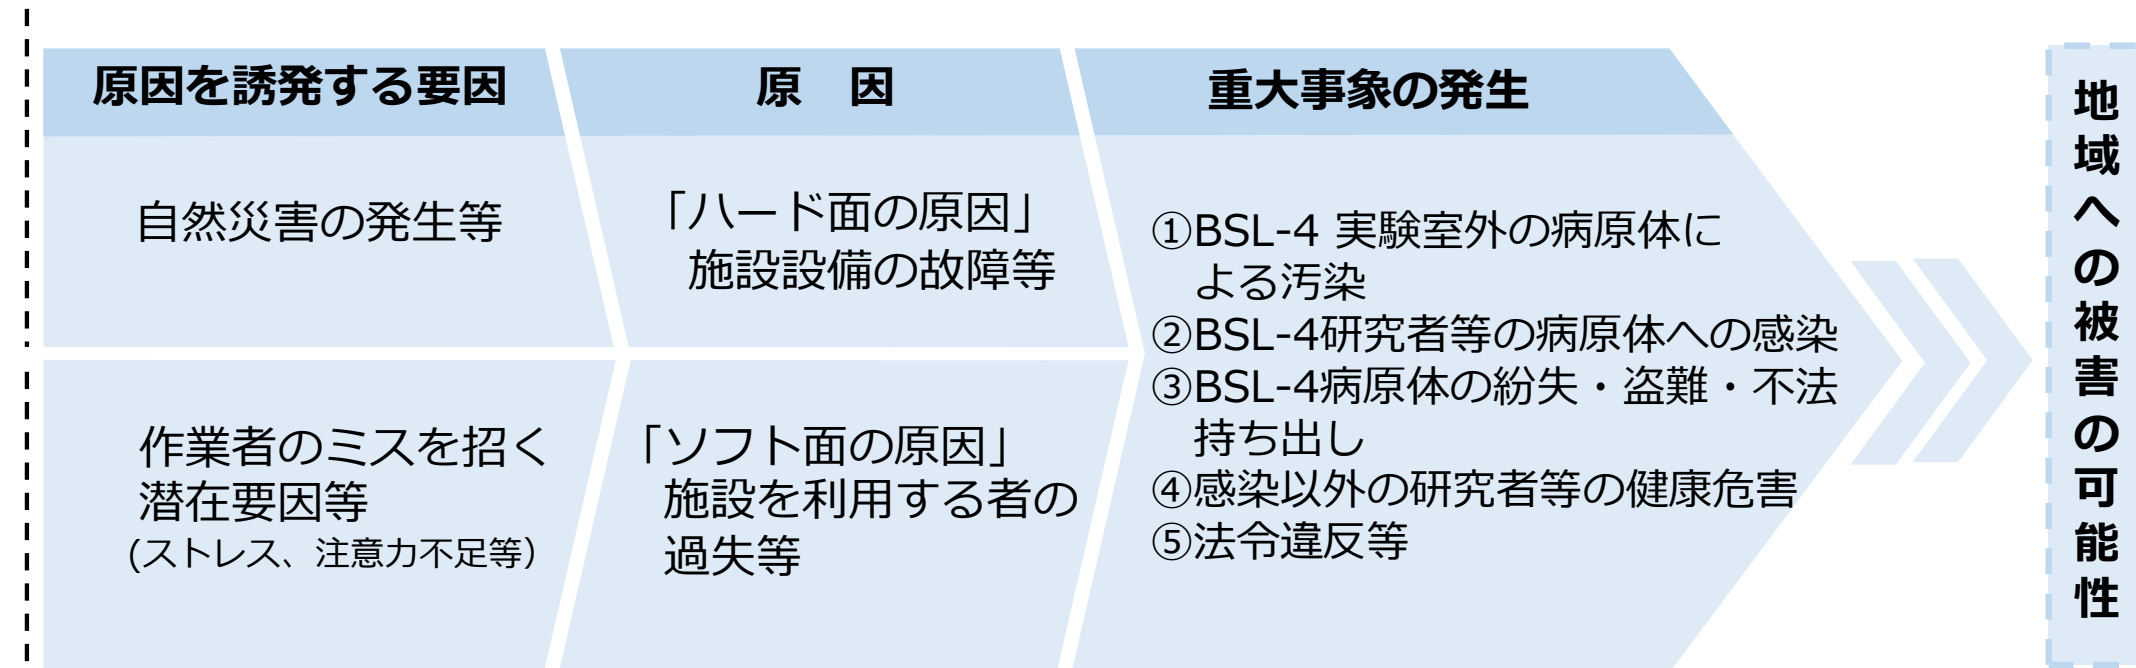 原因を誘発する要因
自然災害の発生等
作業者のミスを招く
潜在要因等
(ストレス、注意力不足等）
原　因
「ハード面の原因」
施設設備の故障等
「ソフト面の原因」
施設を利用する者の
過失等
重大事象の発生
①BSL-4 実験室外の病原体に
よる汚染
②BSL-4研究者等の病原体への感染
③BSL-4病原体の紛失・盗難・不法
持ち出し
④感染以外の研究者等の健康危害
⑤法令違反等
地域への被害の可能性